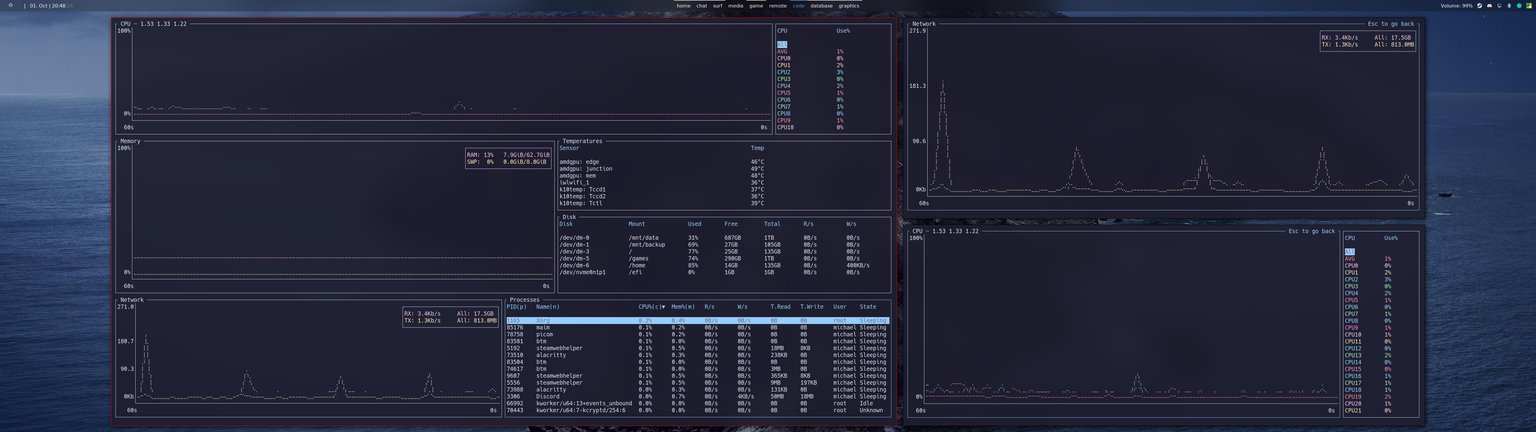 01. Oct | 20:48
home chat surf media game remote code database graphics
Volume: 99%
CPU — 1.53 1.33 1.22
100%
0%
60s 0s
CPU Use%
All
AVG 1%
CPU0 0%
CPU1 2%
CPU2 3%
CPU3 0%
CPU4 2%
CPU5 1%
CPU6 0%
CPU7 1%
CPU8 0%
CPU9 1%
CPU10 0%
Memory
100%
RAM: 13% 7.9GiB/62.7GiB
SWP: 0% 0.0GiB/8.0GiB
0%
60s 0s
Temperatures
Sensor Temp
amdgpu: edge 46°C
amdgpu: junction 49°C
amdgpu: mem 48°C
iwlwifi_1 36°C
k10temp: Tccd1 37°C
k10temp: Tccd2 36°C
k10temp: Tctl 39°C
Disk
Disk Mount Used Free Total R/s W/s
/dev/dm-0 /mnt/data 31% 687GB 1TB 0B/s 0B/s
/dev/dm-1 /mnt/backup 69% 27GB 105GB 0B/s 0B/s
/dev/dm-3 / 77% 25GB 135GB 0B/s 0B/s
/dev/dm-5 /games 74% 290GB 1TB 0B/s 0B/s
/dev/dm-6 /home 85% 14GB 135GB 0B/s 400KB/s
/dev/nvme0n1p1 /efi 0% 1GB 1GB 0B/s 0B/s
Network
271.0
RX: 3.4Kb/s All: 17.5GB
TX: 1.3Kb/s All: 813.0MB
180.7
90.3
0Kb
60s 0s
Processes
PID(p) Name(n) CPU%(c)▼ Mem%(m) R/s W/s T.Read T.Write User State
Xorg 0.2% 0.4% 0B/s 0B/s 0B 0B root Sleeping
85176 maim 0.1% 0.2% 0B/s 0B/s 0B 0B michael Sleeping
78758 picom 0.1% 0.2% 0B/s 0B/s 0B 0B michael Sleeping
83581 btm 0.1% 0.0% 0B/s 0B/s 0B 0B michael Sleeping
5192 steamwebhelper 0.1% 0.5% 0B/s 0B/s 18MB 8KB michael Sleeping
73510 alacritty 0.1% 0.3% 0B/s 0B/s 238KB 0B michael Sleeping
83504 btm 0.1% 0.0% 0B/s 0B/s 0B 0B michael Sleeping
74617 btm 0.1% 0.0% 0B/s 0B/s 3MB 0B michael Sleeping
9607 steamwebhelper 0.1% 0.5% 0B/s 0B/s 365KB 8KB michael Sleeping
5556 steamwebhelper 0.1% 0.5% 0B/s 0B/s 9MB 197KB michael Sleeping
73988 alacritty 0.0% 0.3% 0B/s 0B/s 131KB 0B michael Sleeping
3306 Discord 0.0% 0.7% 0B/s 4KB/s 50MB 18MB michael Sleeping
66992 kworker/u64:13+events_unbound 0.0% 0.0% 0B/s 0B/s 0B 0B root Idle
70443 kworker/u64:7-kcryptd/254:6 0.0% 0.0% 0B/s 0B/s 0B 0B root Unknown
Network Esc to go back
271.9
RX: 3.4Kb/s All: 17.5GB
TX: 1.3Kb/s All: 813.0MB
181.3
90.6
0Kb
60s 0s
CPU — 1.53 1.33 1.22 Esc to go back
100%
0%
60s 0s
CPU Use%
All
AVG 1%
CPU0 0%
CPU1 2%
CPU2 3%
CPU3 0%
CPU4 2%
CPU5 1%
CPU6 0%
CPU7 1%
CPU8 0%
CPU9 1%
CPU10 1%
CPU11 0%
CPU12 0%
CPU13 2%
CPU14 0%
CPU15 0%
CPU16 1%
CPU17 1%
CPU18 1%
CPU19 2%
CPU20 1%
CPU21 0%